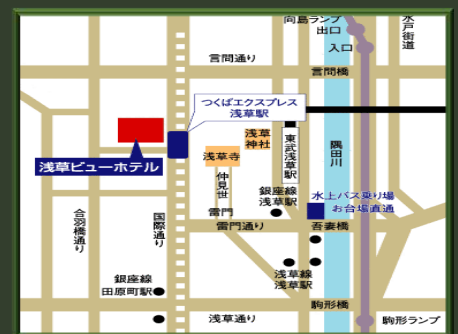 向島ランプ
出口
入口
水戸街道
言問通り
言問橋
つくばエクスプレス
浅草駅
浅草
神社
浅草寺
東武浅草駅
隅田川
浅草ビューホテル
仲見世
銀座線
浅草駅
水上バス乗り場
お台場直通
合羽橋通り
国際通り
雷門
雷門通り
吾妻橋
浅草線
浅草駅
銀座線
田原町駅
駒形橋
浅草通り
駒形ランプ